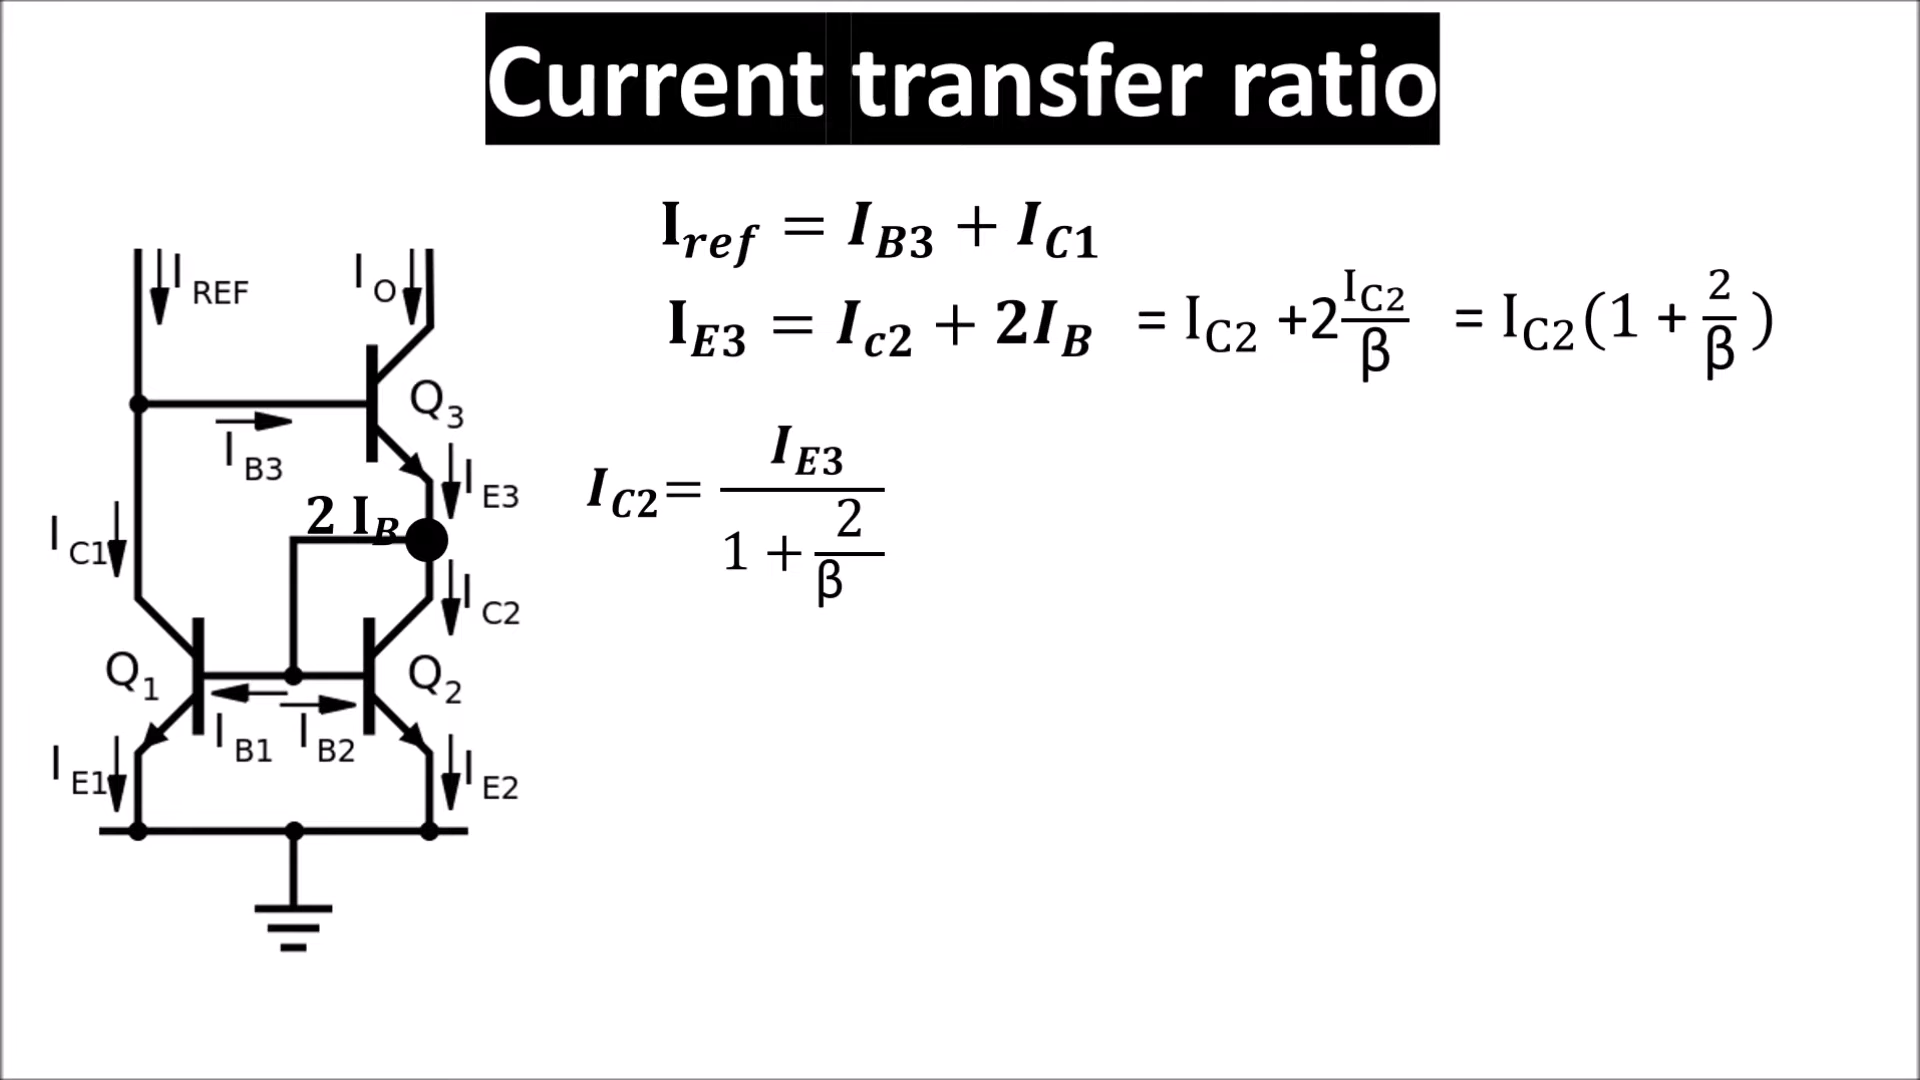 Current transfer ratio
I_ref = I_B3 + I_C1
I_E3 = I_c2 + 2I_B = I_C2 +2 I_C2/β = I_C2(1 + 2/β)
I_C2= I_E3/(1 + 2/β)
I REF
I O
Q3
I B3
I E3
2 I_B
I C1
I C2
Q1
Q2
I B1
I B2
I E1
I E2